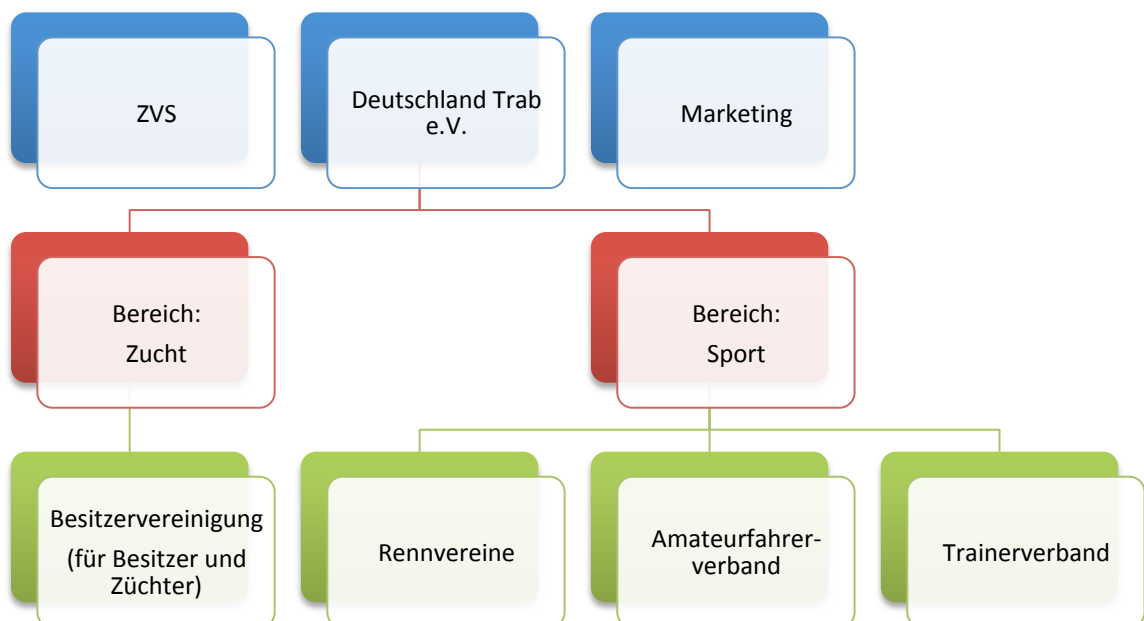 ZVS
Deutschland Trab
e.V.
Marketing
Bereich:
Zucht
Bereich:
Sport
Besitzervereinigung
(für Besitzer und
Züchter)
Rennvereine
Amateurfahrer-
verband
Trainerverband